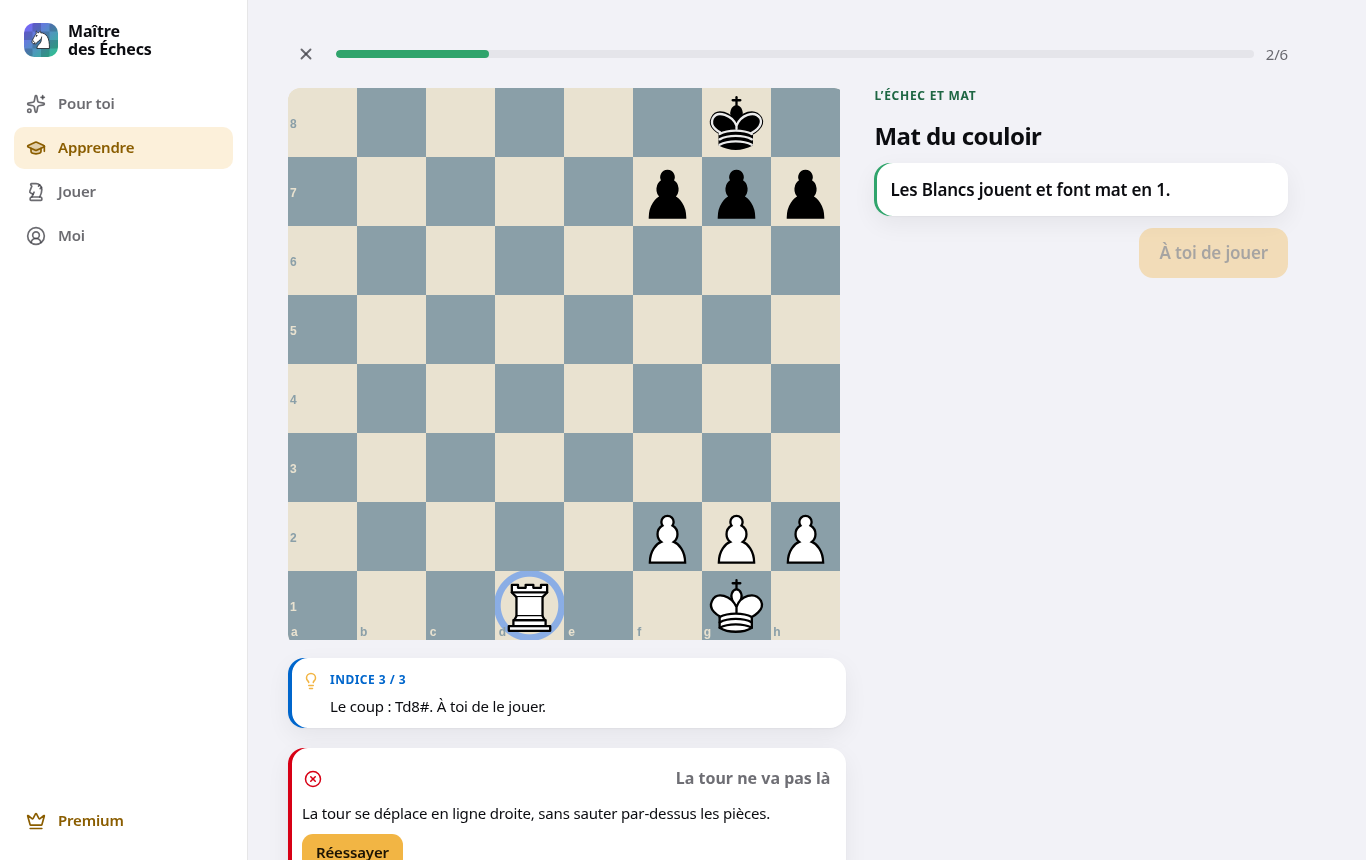 Maître
des Échecs
Pour toi
Apprendre
Jouer
Moi
Premium
2/6
8
7
6
5
4
3
2
1
a
b
c
d
e
f
g
h
INDICE 3 / 3
Le coup : Td8#. À toi de le jouer.
La tour ne va pas là
La tour se déplace en ligne droite, sans sauter par-dessus les pièces.
Réessayer
L'ÉCHEC ET MAT
Mat du couloir
Les Blancs jouent et font mat en 1.
À toi de jouer